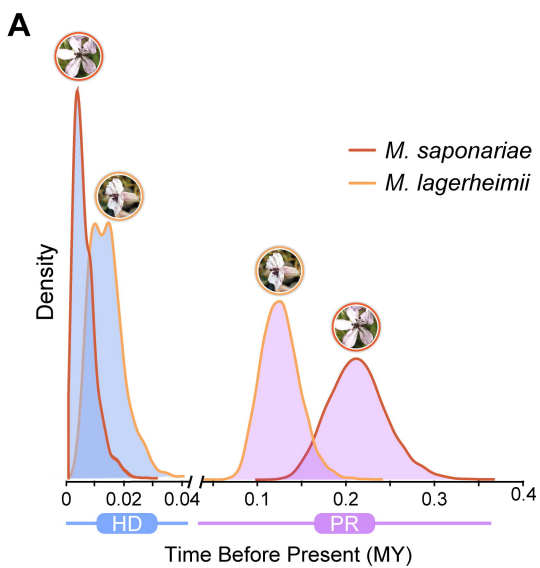 A
M. saponariae
M. lagerheimii
Density
0 0.02 0.04 0.1 0.2 0.3 0.4
HD PR
Time Before Present (MY)